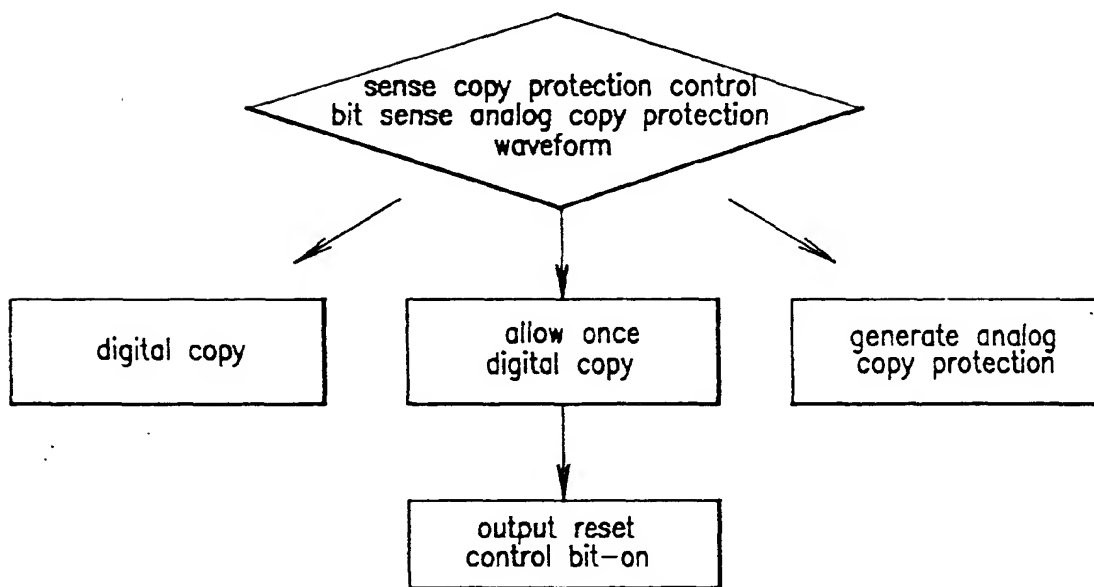 sense copy protection control
bit sense analog copy protection
waveform
digital copy
allow once
digital copy
generate analog
copy protection
output reset
control bit-on